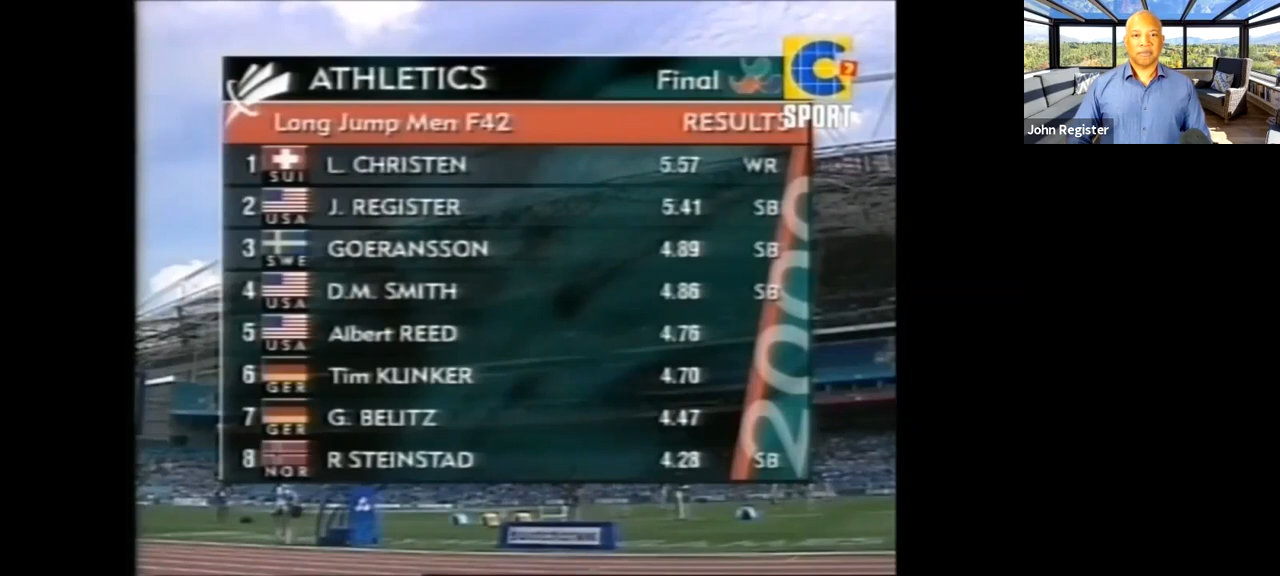 ATHLETICS Final
C 7
SPORT
Long Jump Men F42 RESULTS
1 SUI L. CHRISTEN 5.57 WR
2 USA J. REGISTER 5.41 SB
3 SWE GOERANSSON 4.89 SB
4 USA D.M. SMITH 4.86 SB
5 USA Albert REED 4.76
6 GER Tim KLINKER 4.70
7 GER G. BELITZ 4.47
8 NOR R STEINSTAD 4.28 SB
2000
John Register